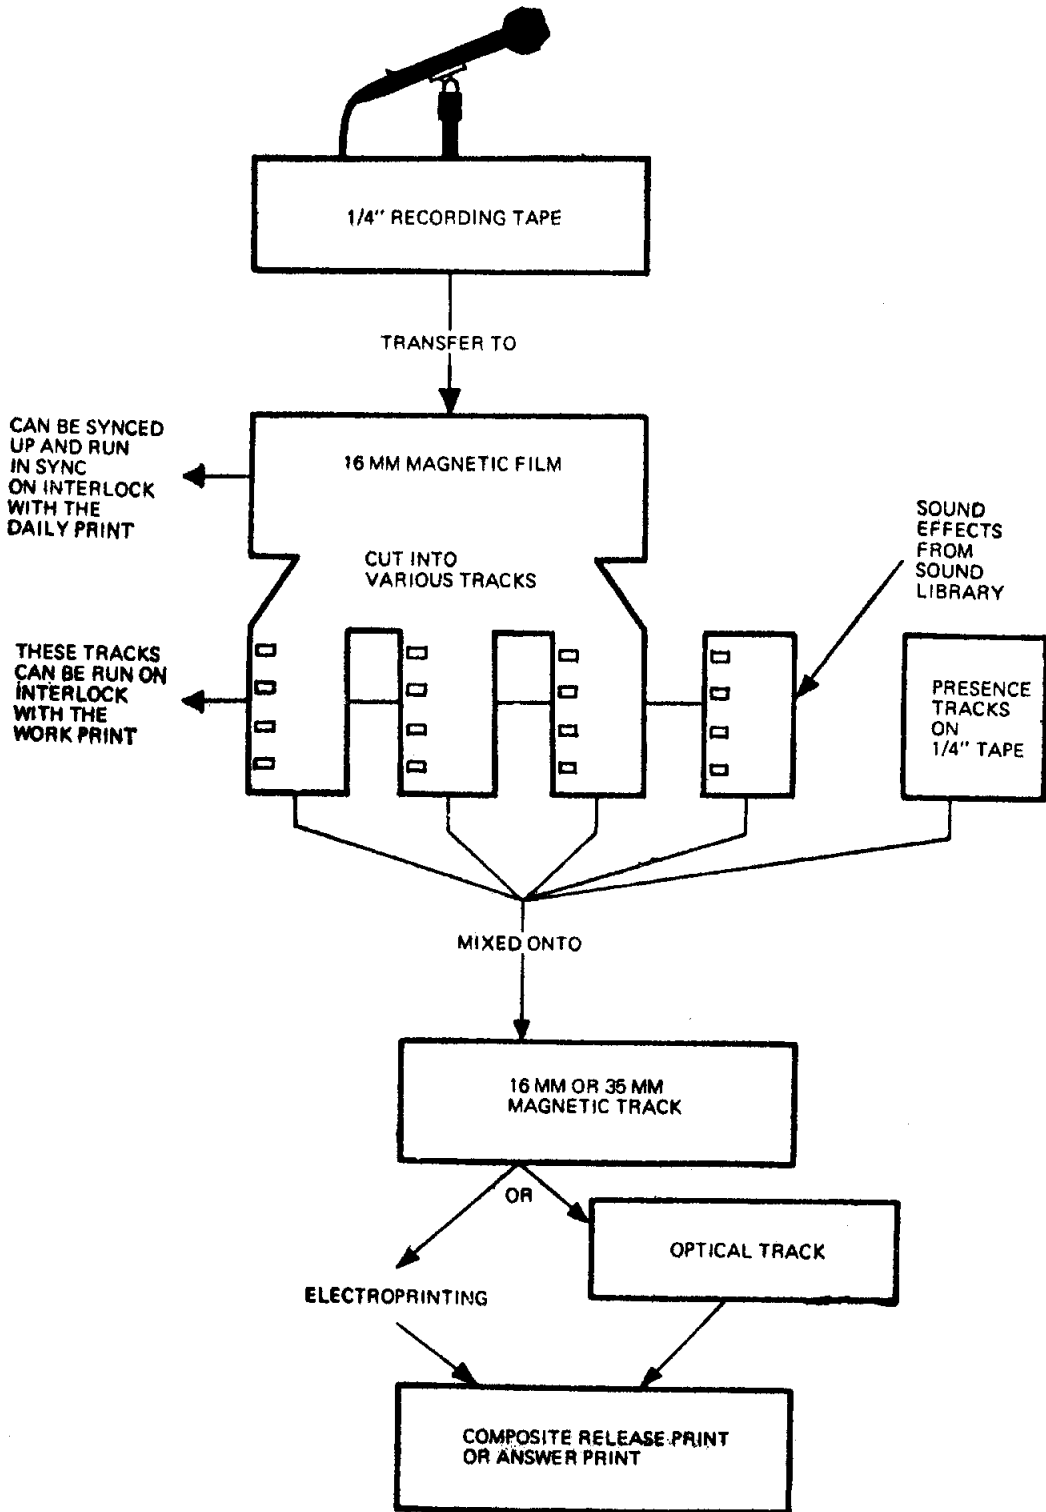 1/4" RECORDING TAPE
TRANSFER TO
CAN BE SYNCED
UP AND RUN
IN SYNC
ON INTERLOCK
WITH THE
DAILY PRINT
16 MM MAGNETIC FILM
CUT INTO
VARIOUS TRACKS
SOUND
EFFECTS
FROM
SOUND
LIBRARY
THESE TRACKS
CAN BE RUN ON
INTERLOCK
WITH THE
WORK PRINT
PRESENCE
TRACKS
ON
1/4" TAPE
MIXED ONTO
16 MM OR 35 MM
MAGNETIC TRACK
OR
OPTICAL TRACK
ELECTROPRINTING
COMPOSITE RELEASE PRINT
OR ANSWER PRINT